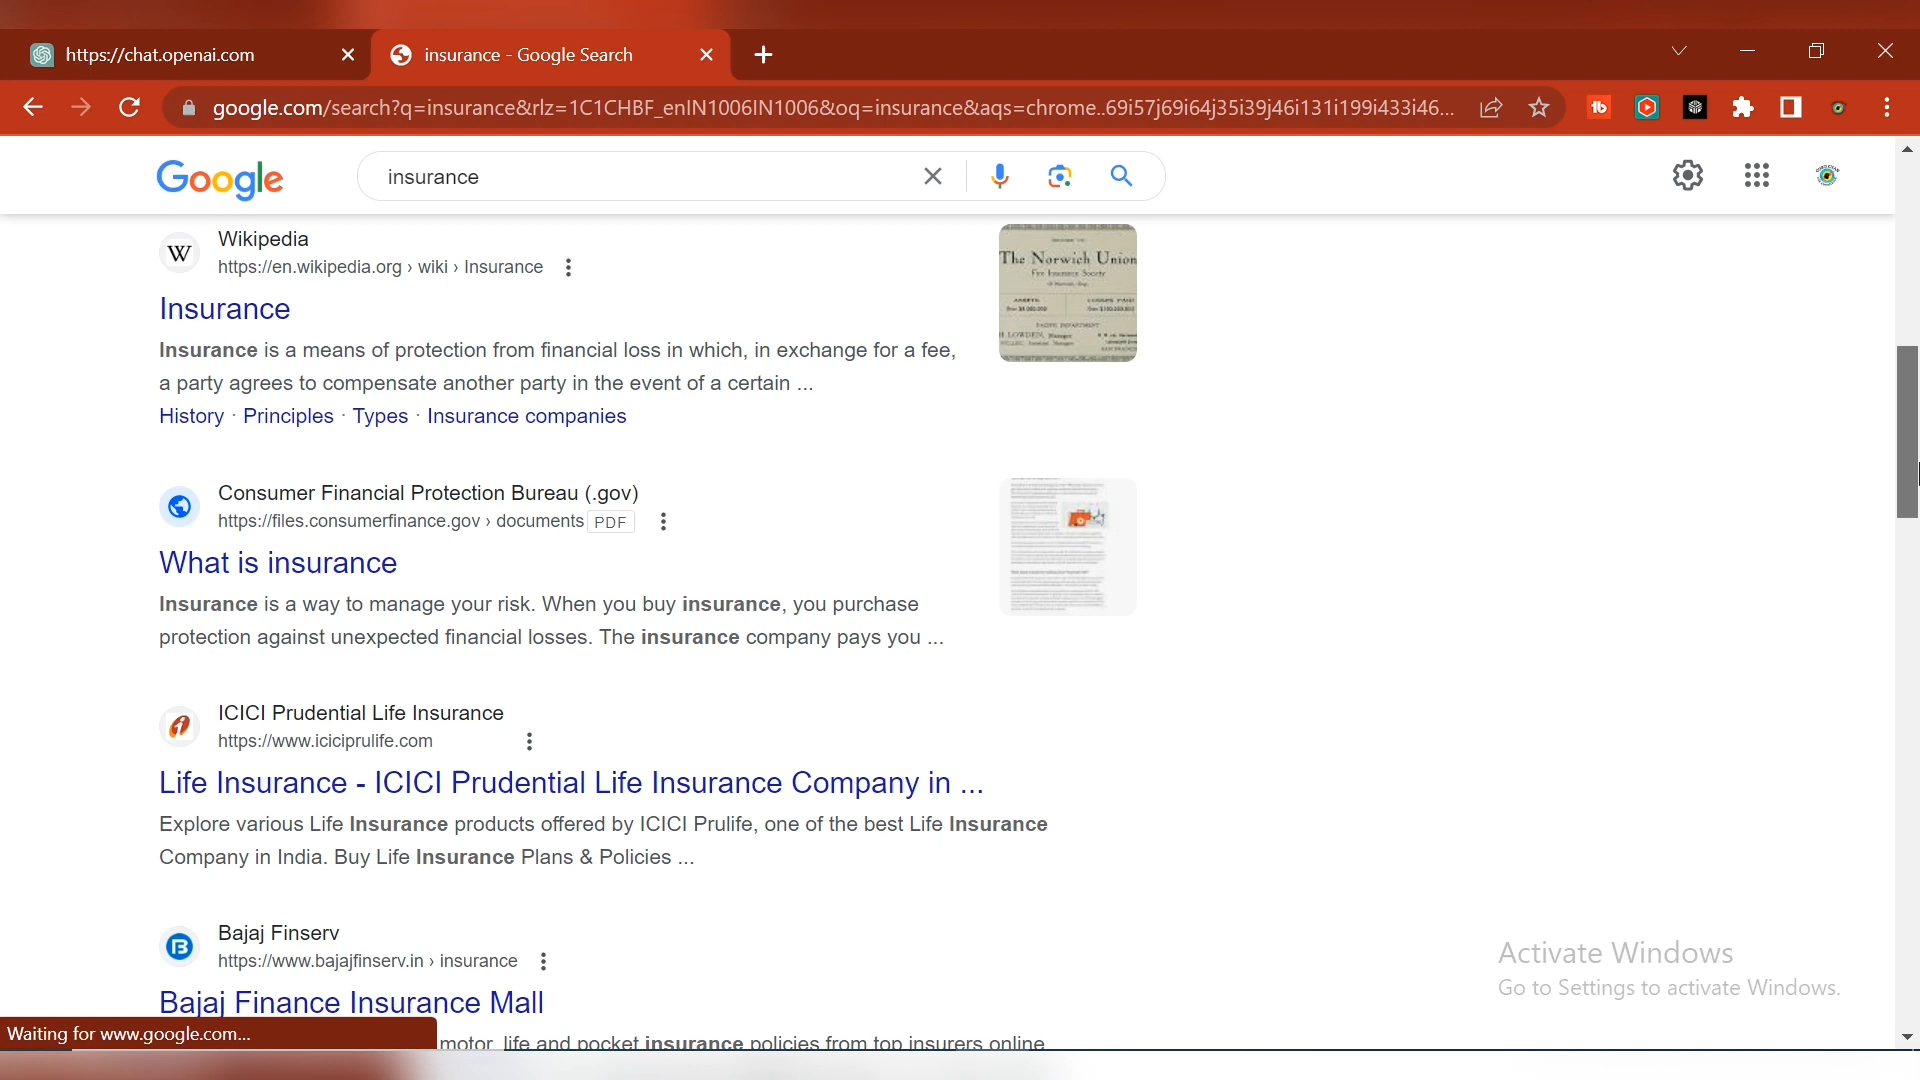 https://chat.openai.com
insurance - Google Search
google.com/search?q=insurance&rlz=1C1CHBF_enIN1006IN1006&oq=insurance&aqs=chrome..69i57j69i64j35i39j46i131i199i433i46...
tb
Google
insurance
W
Wikipedia
https://en.wikipedia.org › wiki › Insurance
Insurance
Insurance is a means of protection from financial loss in which, in exchange for a fee,
a party agrees to compensate another party in the event of a certain ...
History · Principles · Types · Insurance companies
The Norwich Union
Fire Insurance Society
ASSETS
PACIFIC DEPARTMENT
Consumer Financial Protection Bureau (.gov)
https://files.consumerfinance.gov › documents PDF
What is insurance
Insurance is a way to manage your risk. When you buy insurance, you purchase
protection against unexpected financial losses. The insurance company pays you ...
ICICI Prudential Life Insurance
https://www.iciciprulife.com
Life Insurance - ICICI Prudential Life Insurance Company in ...
Explore various Life Insurance products offered by ICICI Prulife, one of the best Life Insurance
Company in India. Buy Life Insurance Plans & Policies ...
B
Bajaj Finserv
https://www.bajajfinserv.in › insurance
Bajaj Finance Insurance Mall
motor, life and pocket insurance policies from top insurers online
Waiting for www.google.com...
Activate Windows
Go to Settings to activate Windows.